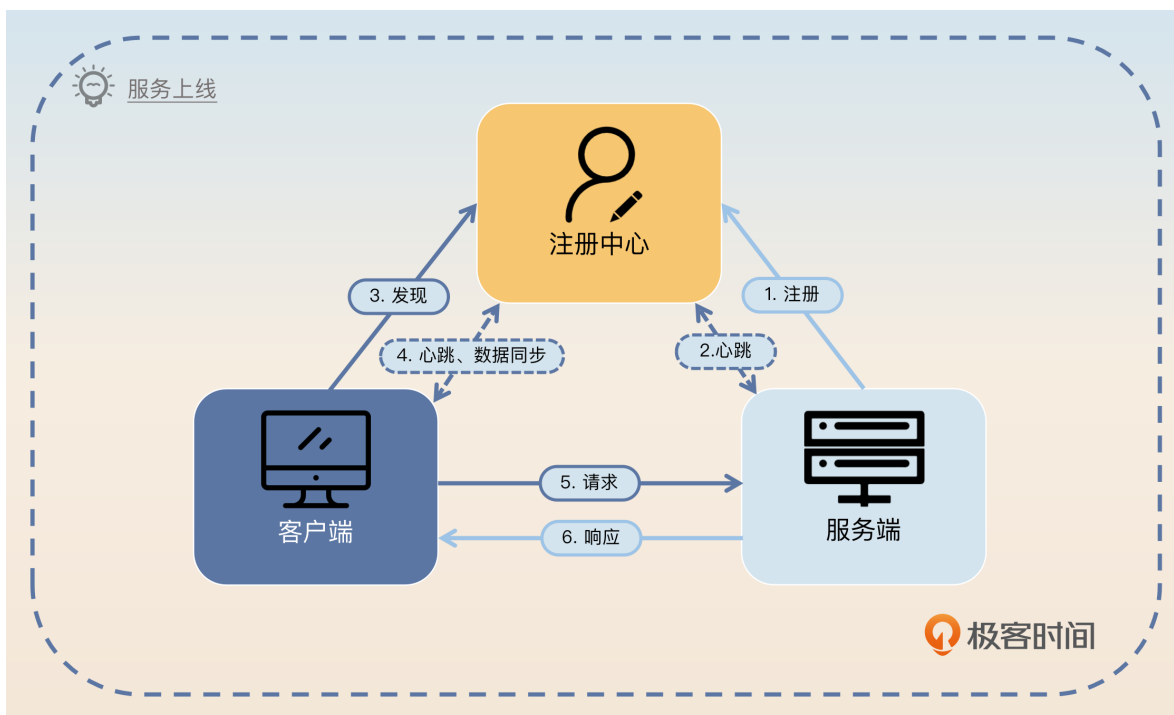 服务上线
注册中心
3. 发现
1. 注册
4. 心跳、数据同步
2.心跳
客户端
5. 请求
服务端
6. 响应
极客时间